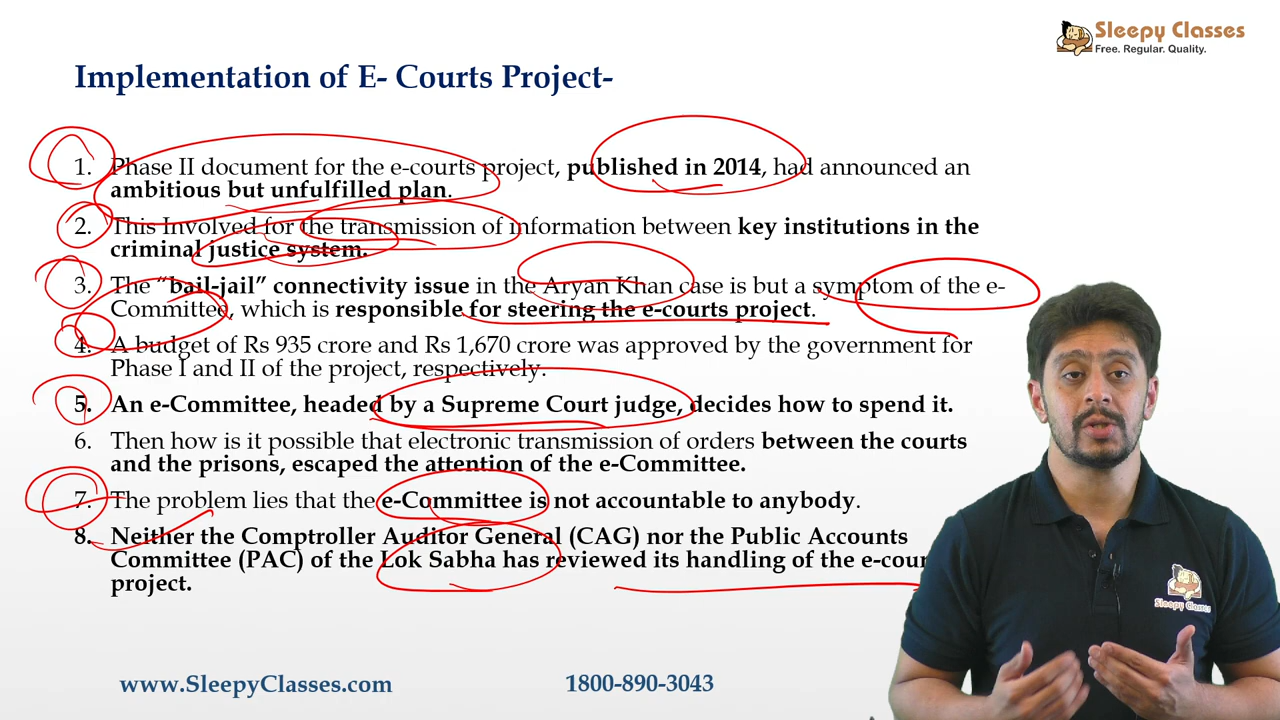 Sleepy Classes
Free. Regular. Quality.
Implementation of E- Courts Project-
1. Phase II document for the e-courts project, published in 2014, had announced an
ambitious but unfulfilled plan.
2. This Involved for the transmission of information between key institutions in the
criminal justice system.
3. The “bail-jail” connectivity issue in the Aryan Khan case is but a symptom of the e-
Committee, which is responsible for steering the e-courts project.
4. A budget of Rs 935 crore and Rs 1,670 crore was approved by the government for
Phase I and II of the project, respectively.
5. An e-Committee, headed by a Supreme Court judge, decides how to spend it.
6. Then how is it possible that electronic transmission of orders between the courts
and the prisons, escaped the attention of the e-Committee.
7. The problem lies that the e-Committee is not accountable to anybody.
8. Neither the Comptroller Auditor General (CAG) nor the Public Accounts
Committee (PAC) of the Lok Sabha has reviewed its handling of the
project.
Sleepy Classes
www.SleepyClasses.com
1800-890-3043